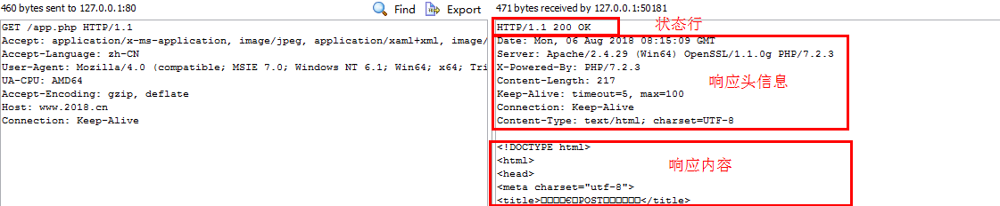 460 bytes sent to 127.0.0.1:80
Find
Export
GET /app.php HTTP/1.1
Accept: application/x-ms-application, image/jpeg, application/xaml+xml, image/
Accept-Language: zh-CN
User-Agent: Mozilla/4.0 (compatible; MSIE 7.0; Windows NT 6.1; Win64; x64; Tri
UA-CPU: AMD64
Accept-Encoding: gzip, deflate
Host: www.2018.cn
Connection: Keep-Alive
471 bytes received by 127.0.0.1:50181
HTTP/1.1 200 OK
状态行
Date: Mon, 06 Aug 2018 08:15:09 GMT
Server: Apache/2.4.29 (Win64) OpenSSL/1.1.0g PHP/7.2.3
X-Powered-By: PHP/7.2.3
Content-Length: 217
Keep-Alive: timeout=5, max=100
Connection: Keep-Alive
Content-Type: text/html; charset=UTF-8
响应头信息
<!DOCTYPE html>
<html>
<head>
<meta charset="utf-8">
<title>□□□□€□POST□□□□□□</title>
响应内容